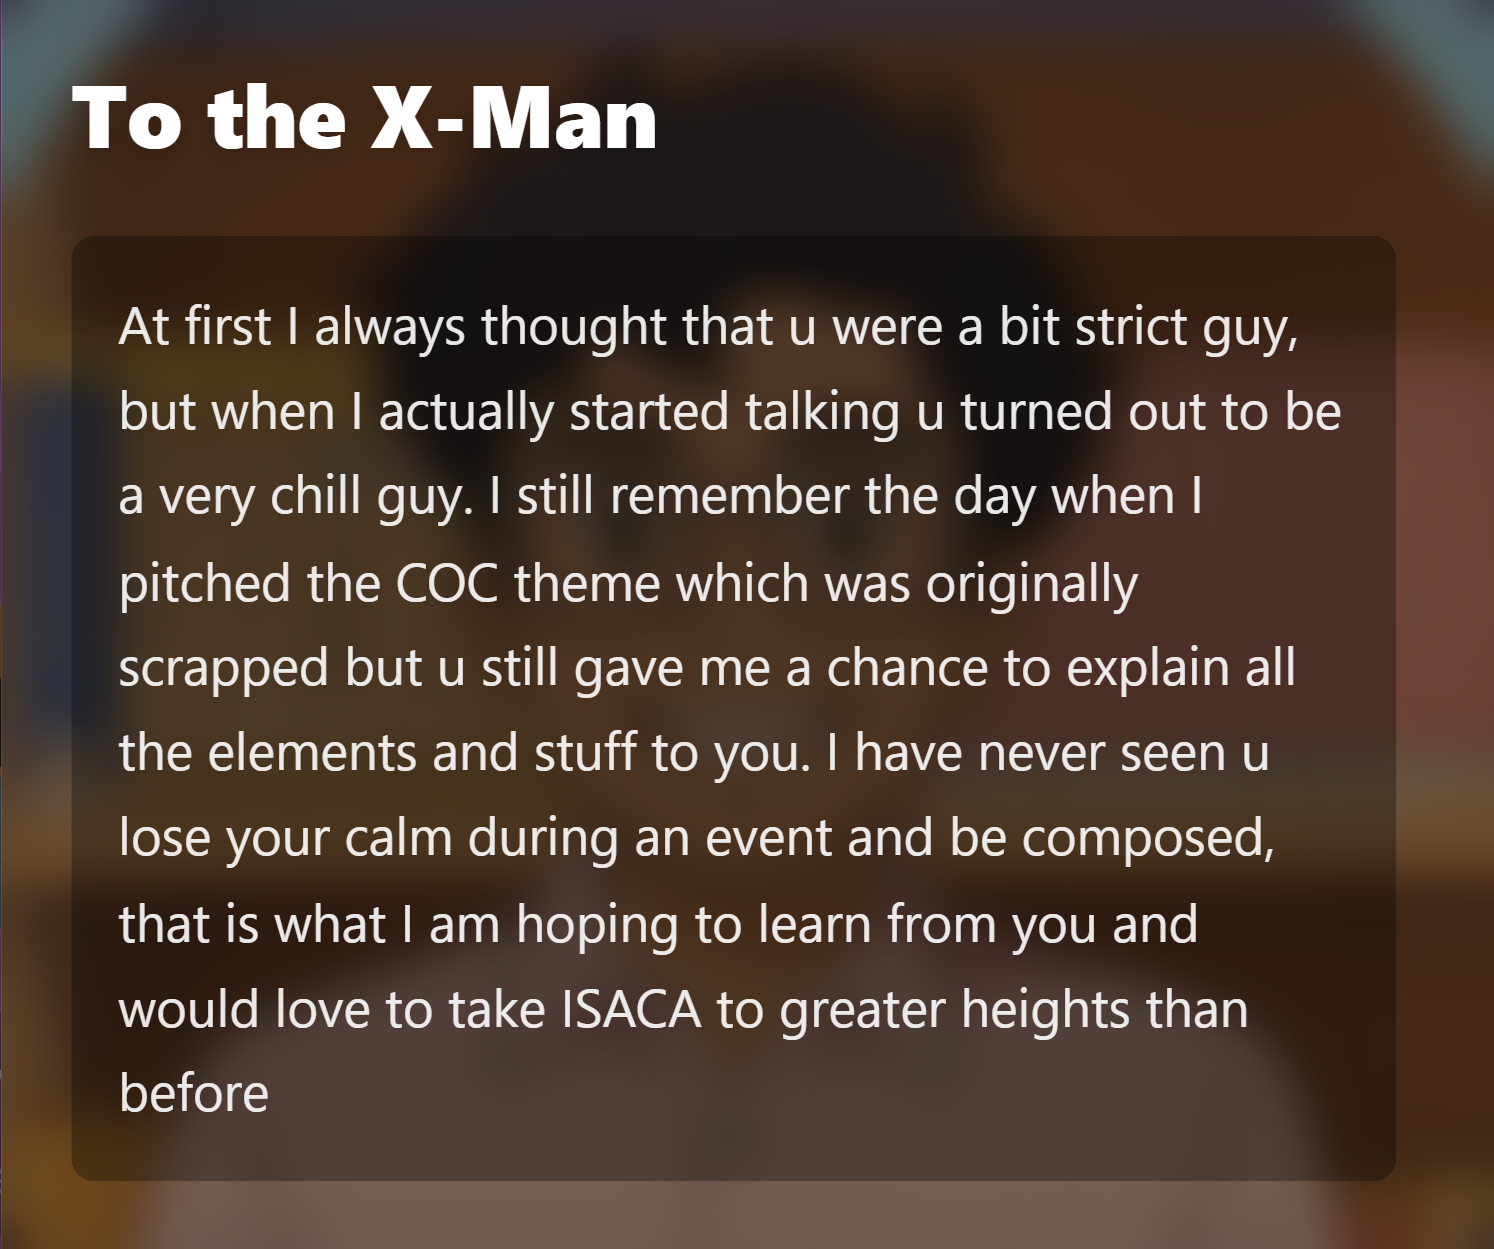 To the X-Man
At first I always thought that u were a bit strict guy,
but when I actually started talking u turned out to be
a very chill guy. I still remember the day when I
pitched the COC theme which was originally
scrapped but u still gave me a chance to explain all
the elements and stuff to you. I have never seen u
lose your calm during an event and be composed,
that is what I am hoping to learn from you and
would love to take ISACA to greater heights than
before